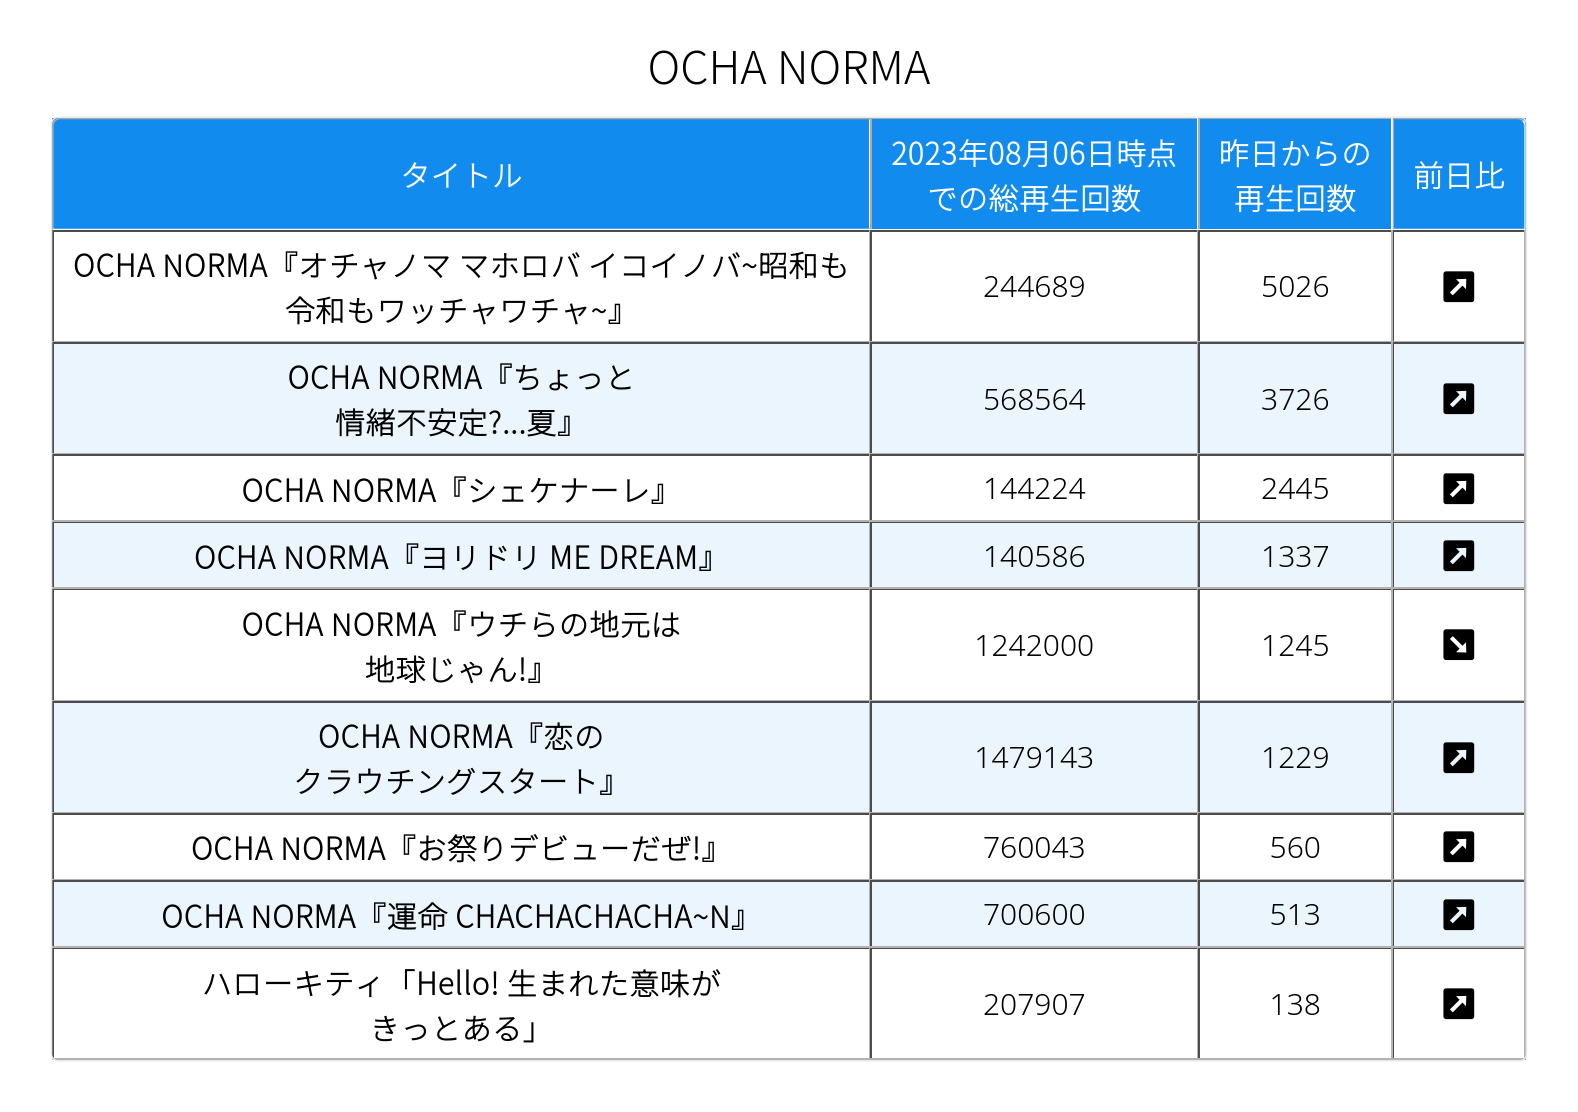 OCHA NORMA
タイトル
2023年08月06日時点
での総再生回数
昨日からの
再生回数
前日比
OCHA NORMA『オチャノマ マホロバ イコイノバ~昭和も
令和もワッチャワチャ~』
244689
5026
OCHA NORMA『ちょっと
情緒不安定?...夏』
568564
3726
OCHA NORMA『シェケナーレ』
144224
2445
OCHA NORMA『ヨリドリ ME DREAM』
140586
1337
OCHA NORMA『ウチらの地元は
地球じゃん!』
1242000
1245
OCHA NORMA『恋の
クラウチングスタート』
1479143
1229
OCHA NORMA『お祭りデビューだぜ!』
760043
560
OCHA NORMA『運命 CHACHACHACHA~N』
700600
513
ハローキティ「Hello! 生まれた意味が
きっとある」
207907
138